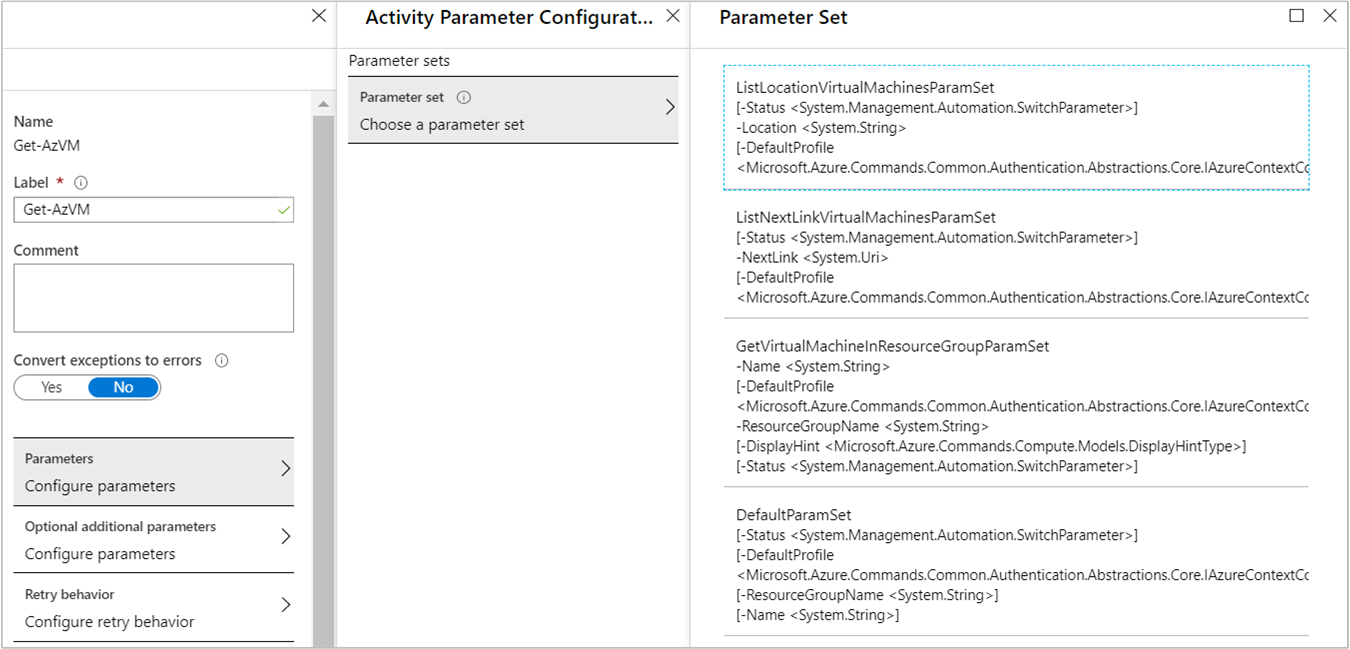 Activity Parameter Configurat...
Parameter Set
Name
Get-AzVM
Label *
Get-AzVM
Comment
Convert exceptions to errors
Yes No
Parameters
Configure parameters
Optional additional parameters
Configure parameters
Retry behavior
Configure retry behavior
Parameter sets
Parameter set
Choose a parameter set
ListLocationVirtualMachinesParamSet
[-Status <System.Management.Automation.SwitchParameter>]
-Location <System.String>
[-DefaultProfile
<Microsoft.Azure.Commands.Common.Authentication.Abstractions.Core.IAzureContextCo
ListNextLinkVirtualMachinesParamSet
[-Status <System.Management.Automation.SwitchParameter>]
-NextLink <System.Uri>
[-DefaultProfile
<Microsoft.Azure.Commands.Common.Authentication.Abstractions.Core.IAzureContextCo
GetVirtualMachineInResourceGroupParamSet
-Name <System.String>
[-DefaultProfile
<Microsoft.Azure.Commands.Common.Authentication.Abstractions.Core.IAzureContextCo
-ResourceGroupName <System.String>
[-DisplayHint <Microsoft.Azure.Commands.Compute.Models.DisplayHintType>]
[-Status <System.Management.Automation.SwitchParameter>]
DefaultParamSet
[-Status <System.Management.Automation.SwitchParameter>]
[-DefaultProfile
<Microsoft.Azure.Commands.Common.Authentication.Abstractions.Core.IAzureContextCo
[-ResourceGroupName <System.String>]
[-Name <System.String>]